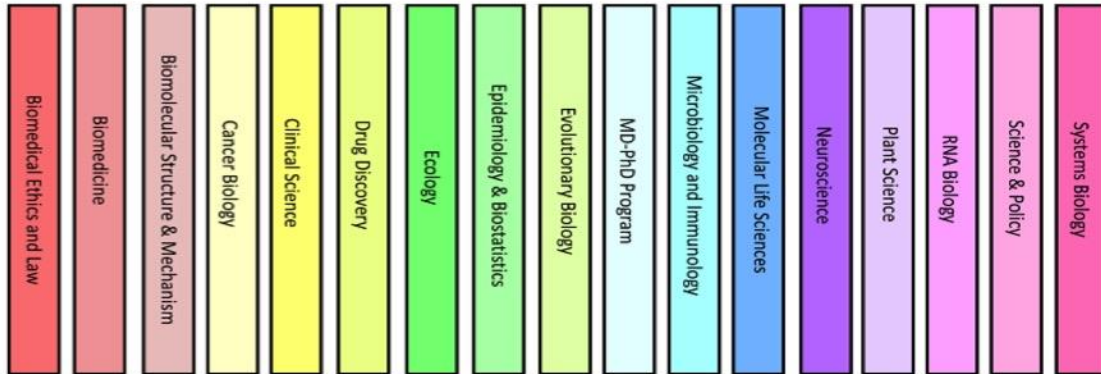 Biomedical Ethics and Law
Biomedicine
Biomolecular Structure & Mechanism
Cancer Biology
Clinical Science
Drug Discovery
Ecology
Epidemiology & Biostatistics
Evolutionary Biology
MD-PhD Program
Microbiology and Immunology
Molecular Life Sciences
Neuroscience
Plant Science
RNA Biology
Science & Policy
Systems Biology